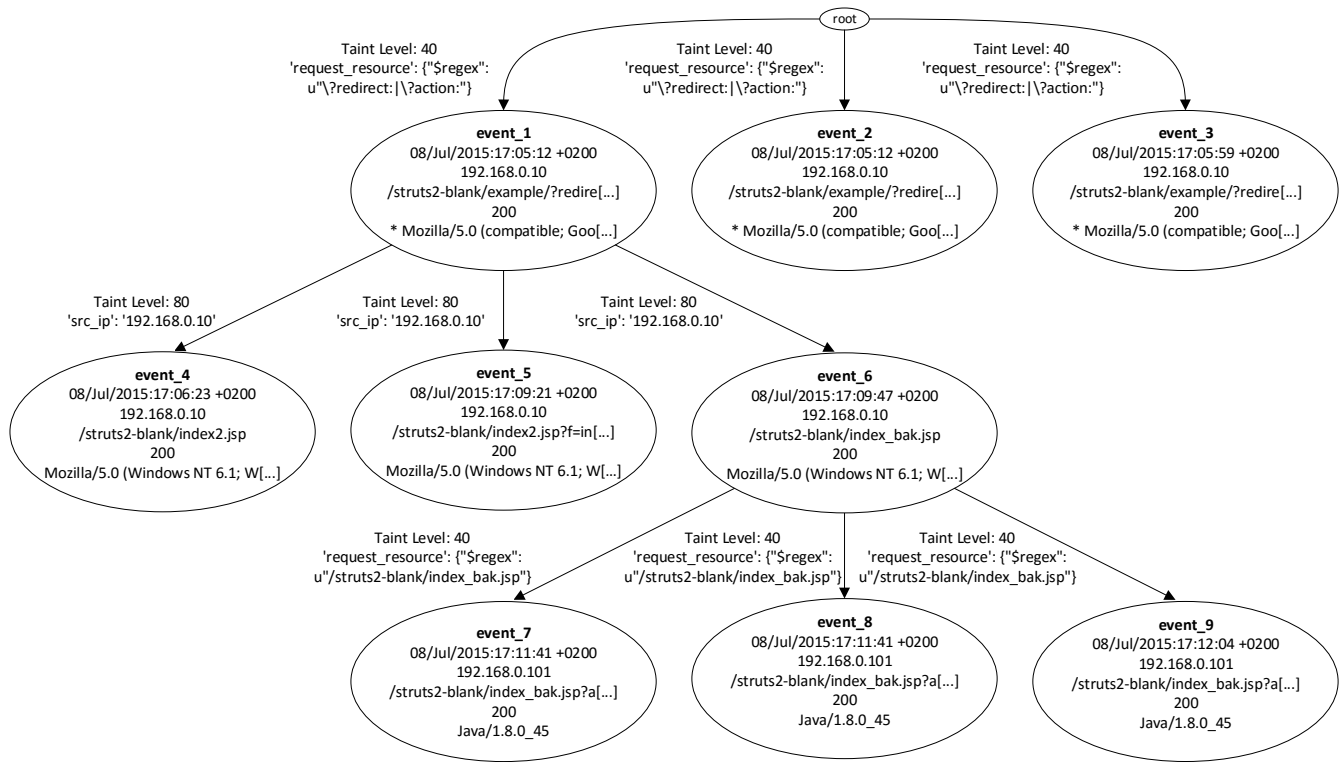 root
Taint Level: 40
'request_resource': {"$regex":
u"\?redirect:|\?action:"}
Taint Level: 40
'request_resource': {"$regex":
u"\?redirect:|\?action:"}
Taint Level: 40
'request_resource': {"$regex":
u"\?redirect:|\?action:"}
event_1
08/Jul/2015:17:05:12 +0200
192.168.0.10
/struts2-blank/example/?redire[...]
200
* Mozilla/5.0 (compatible; Goo[...]
event_2
08/Jul/2015:17:05:12 +0200
192.168.0.10
/struts2-blank/example/?redire[...]
200
* Mozilla/5.0 (compatible; Goo[...]
event_3
08/Jul/2015:17:05:59 +0200
192.168.0.10
/struts2-blank/example/?redire[...]
200
* Mozilla/5.0 (compatible; Goo[...]
Taint Level: 80
'src_ip': '192.168.0.10'
Taint Level: 80
'src_ip': '192.168.0.10'
Taint Level: 80
'src_ip': '192.168.0.10'
event_4
08/Jul/2015:17:06:23 +0200
192.168.0.10
/struts2-blank/index2.jsp
200
Mozilla/5.0 (Windows NT 6.1; W[...]
event_5
08/Jul/2015:17:09:21 +0200
192.168.0.10
/struts2-blank/index2.jsp?f=in[...]
200
Mozilla/5.0 (Windows NT 6.1; W[...]
event_6
08/Jul/2015:17:09:47 +0200
192.168.0.10
/struts2-blank/index_bak.jsp
200
Mozilla/5.0 (Windows NT 6.1; W[...]
Taint Level: 40
'request_resource': {"$regex":
u"/struts2-blank/index_bak.jsp"}
Taint Level: 40
'request_resource': {"$regex":
u"/struts2-blank/index_bak.jsp"}
Taint Level: 40
'request_resource': {"$regex":
u"/struts2-blank/index_bak.jsp"}
event_7
08/Jul/2015:17:11:41 +0200
192.168.0.101
/struts2-blank/index_bak.jsp?a[...]
200
Java/1.8.0_45
event_8
08/Jul/2015:17:11:41 +0200
192.168.0.101
/struts2-blank/index_bak.jsp?a[...]
200
Java/1.8.0_45
event_9
08/Jul/2015:17:12:04 +0200
192.168.0.101
/struts2-blank/index_bak.jsp?a[...]
200
Java/1.8.0_45